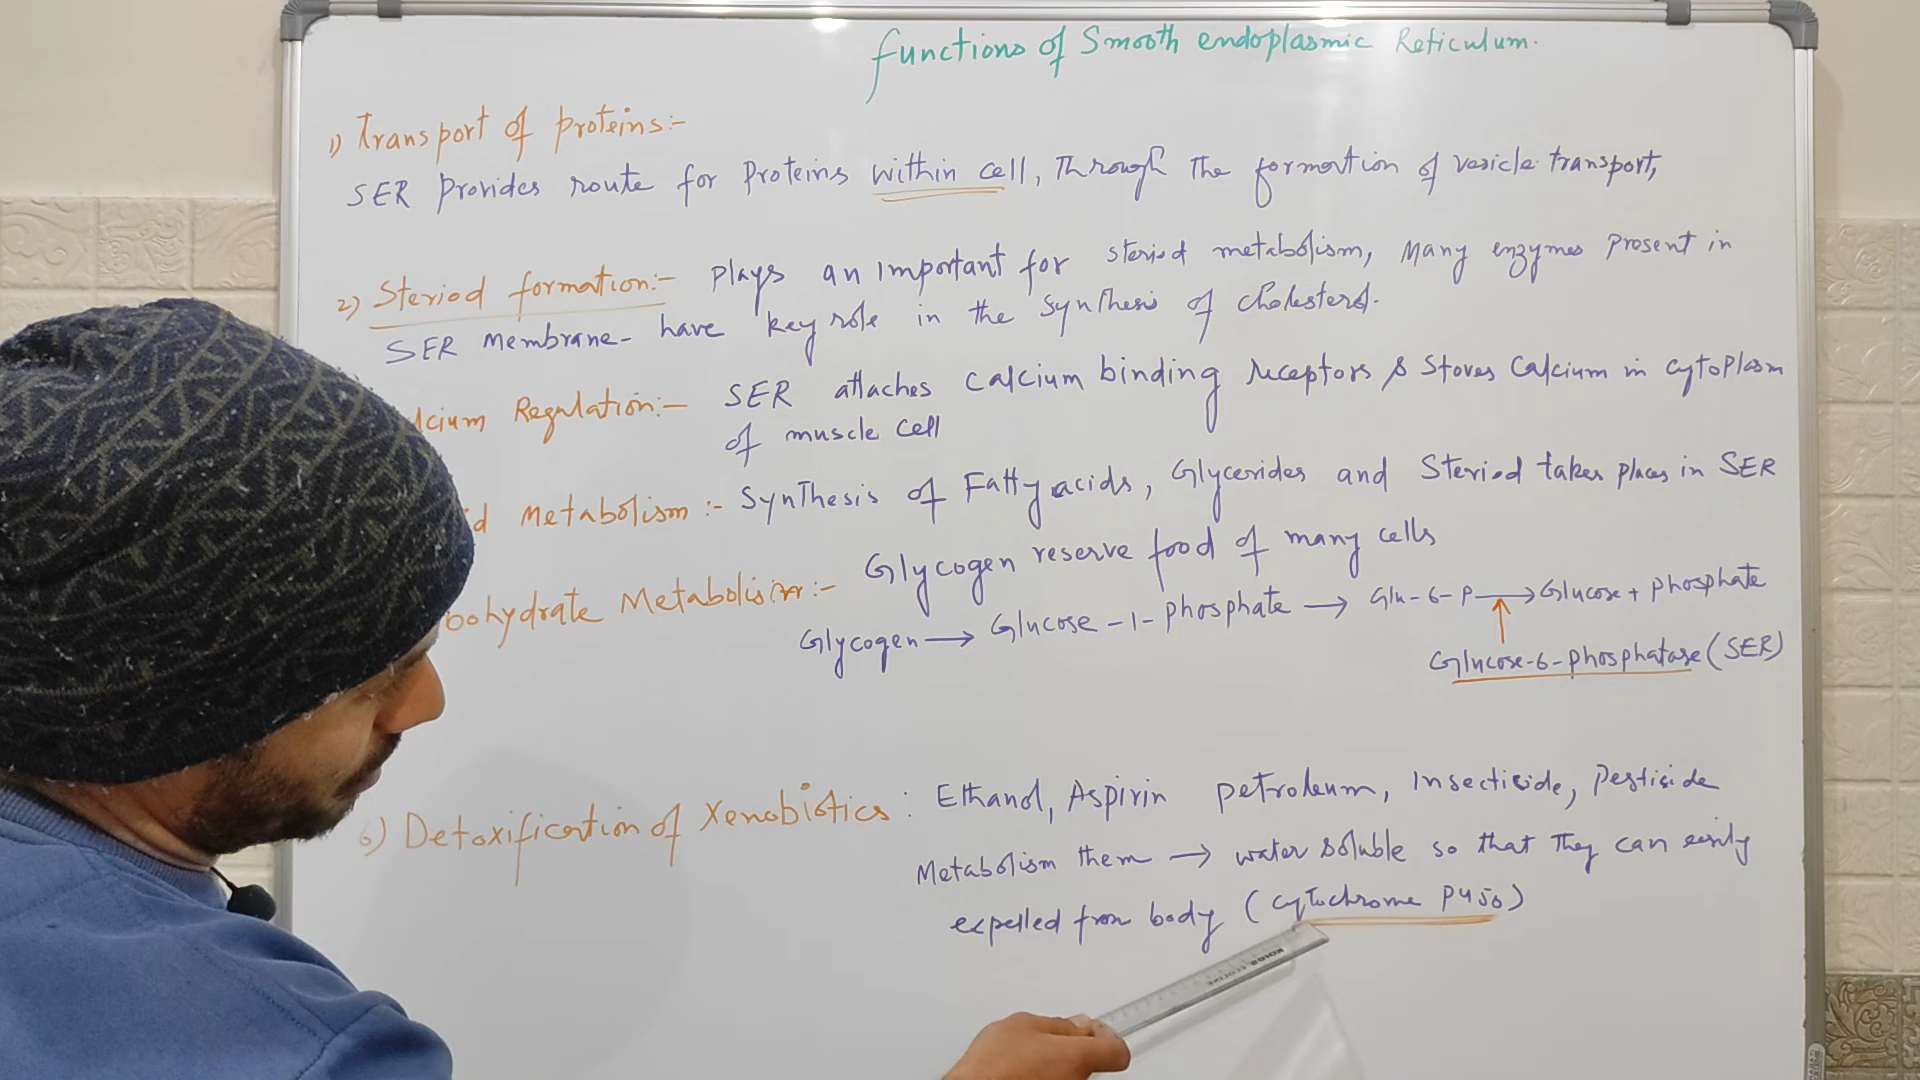 functions of Smooth endoplasmic Reticulum.
1) Transport of proteins:-
SER provides route for Proteins within cell, Through The formation of vesicle transport,
2) Steriod formation:- plays an important for steriod metabolism, Many enzymes present in
SER Membrane- have key role in the synthesis of cholesterol.
lcium Regulation:- SER attaches Calcium binding receptors & Stores Calcium in cytoplasm
of muscle cell
id Metabolism:- Synthesis of Fatty acids, Glycerides and Steriod takes places in SER
bohydrate Metabolism:- Glycogen reserve food of many cells
Glycogen → Glucose-1-phosphate → Glu-6-P → Glucose + phosphate
Glucose-6-phosphatase (SER)
6) Detoxification of Xenobiotics: Ethanol, Aspirin petroleum, Insecticide, Pesticide
Metabolism them → water soluble so that They can easily
expelled from body (cytochrome P450)